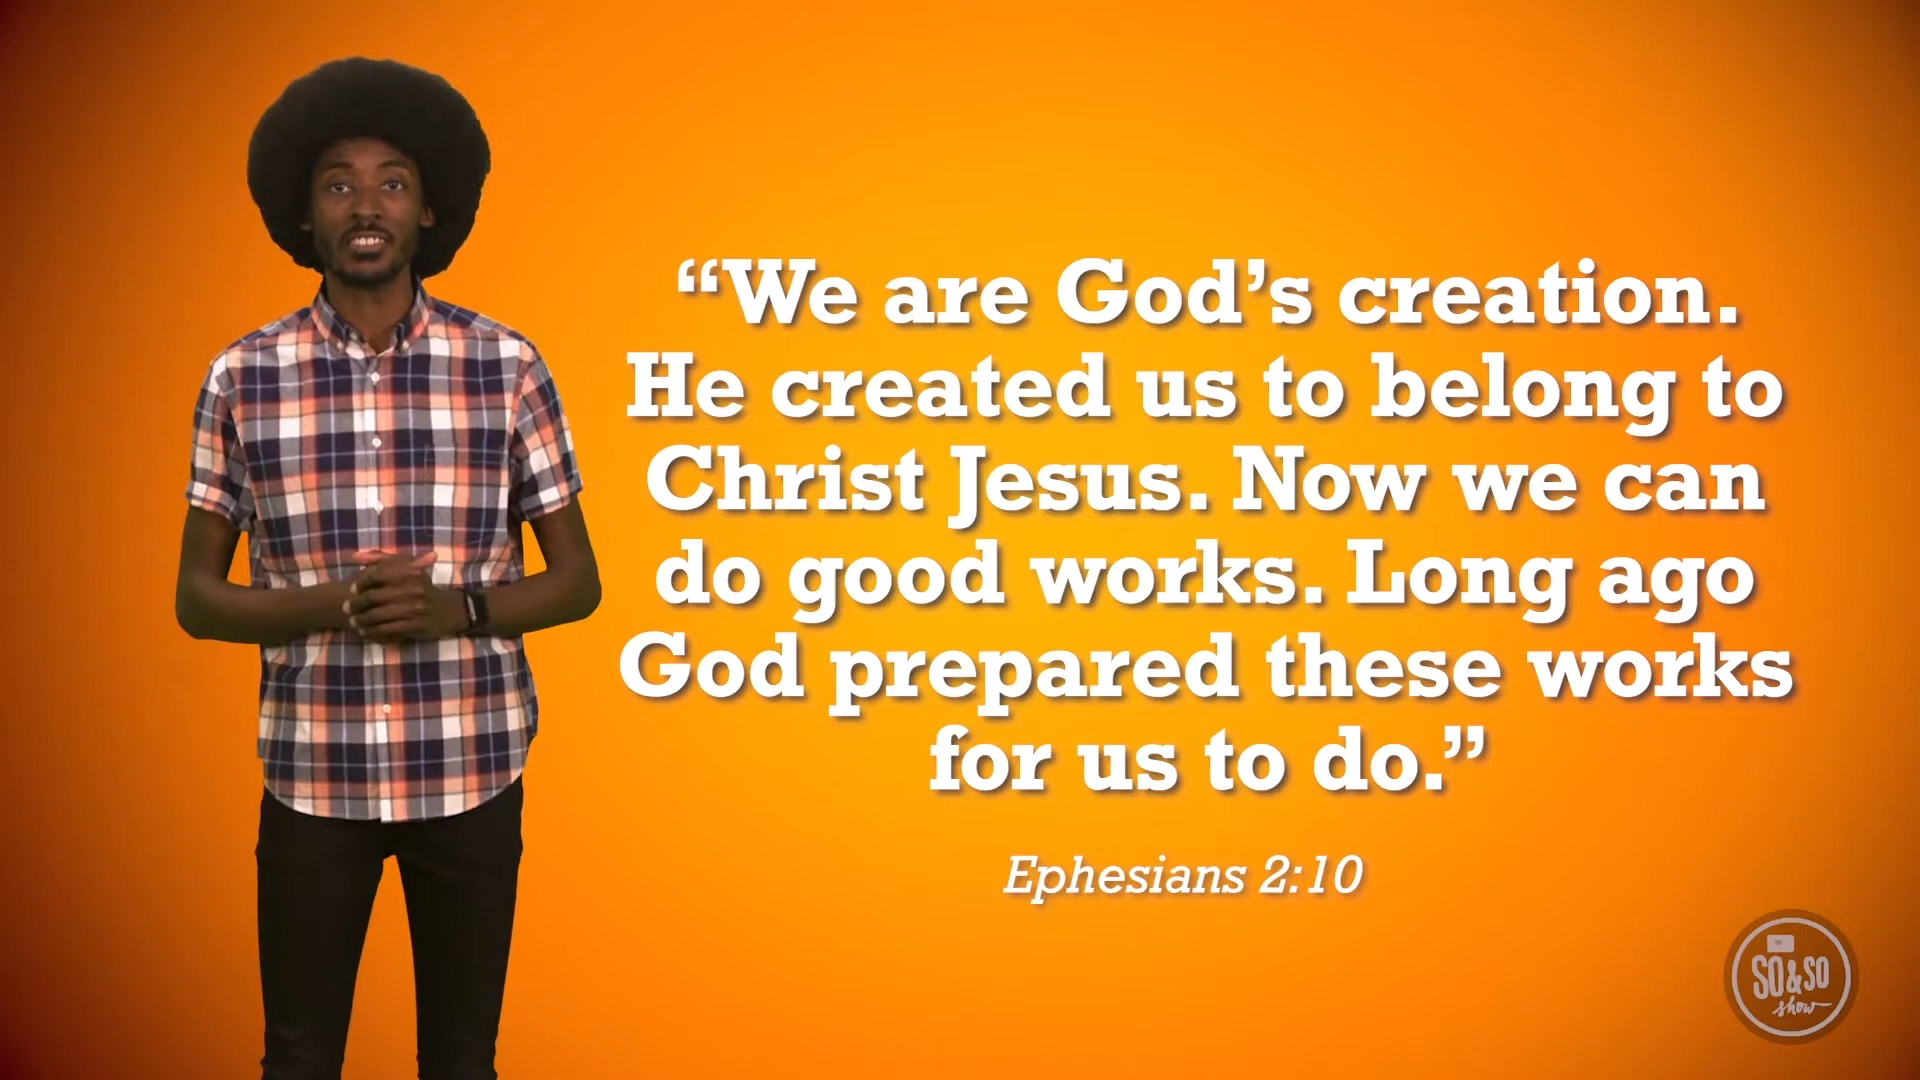 “We are God’s creation.
He created us to belong to
Christ Jesus. Now we can
do good works. Long ago
God prepared these works
for us to do.”
Ephesians 2:10
SO & SO
show